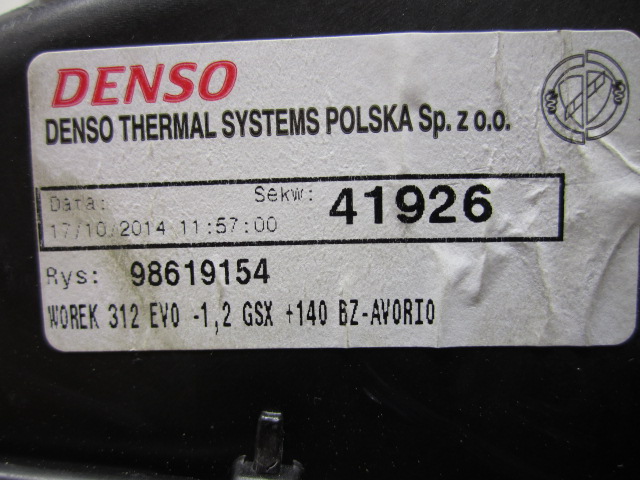 DENSO
DENSO THERMAL SYSTEMS POLSKA Sp. z o.o.
Data: Sekw: 41926
17/10/2014 11:57:00
Rys: 98619154
WOREK 312 EVO -1,2 GSX +140 BZ-AVORIO